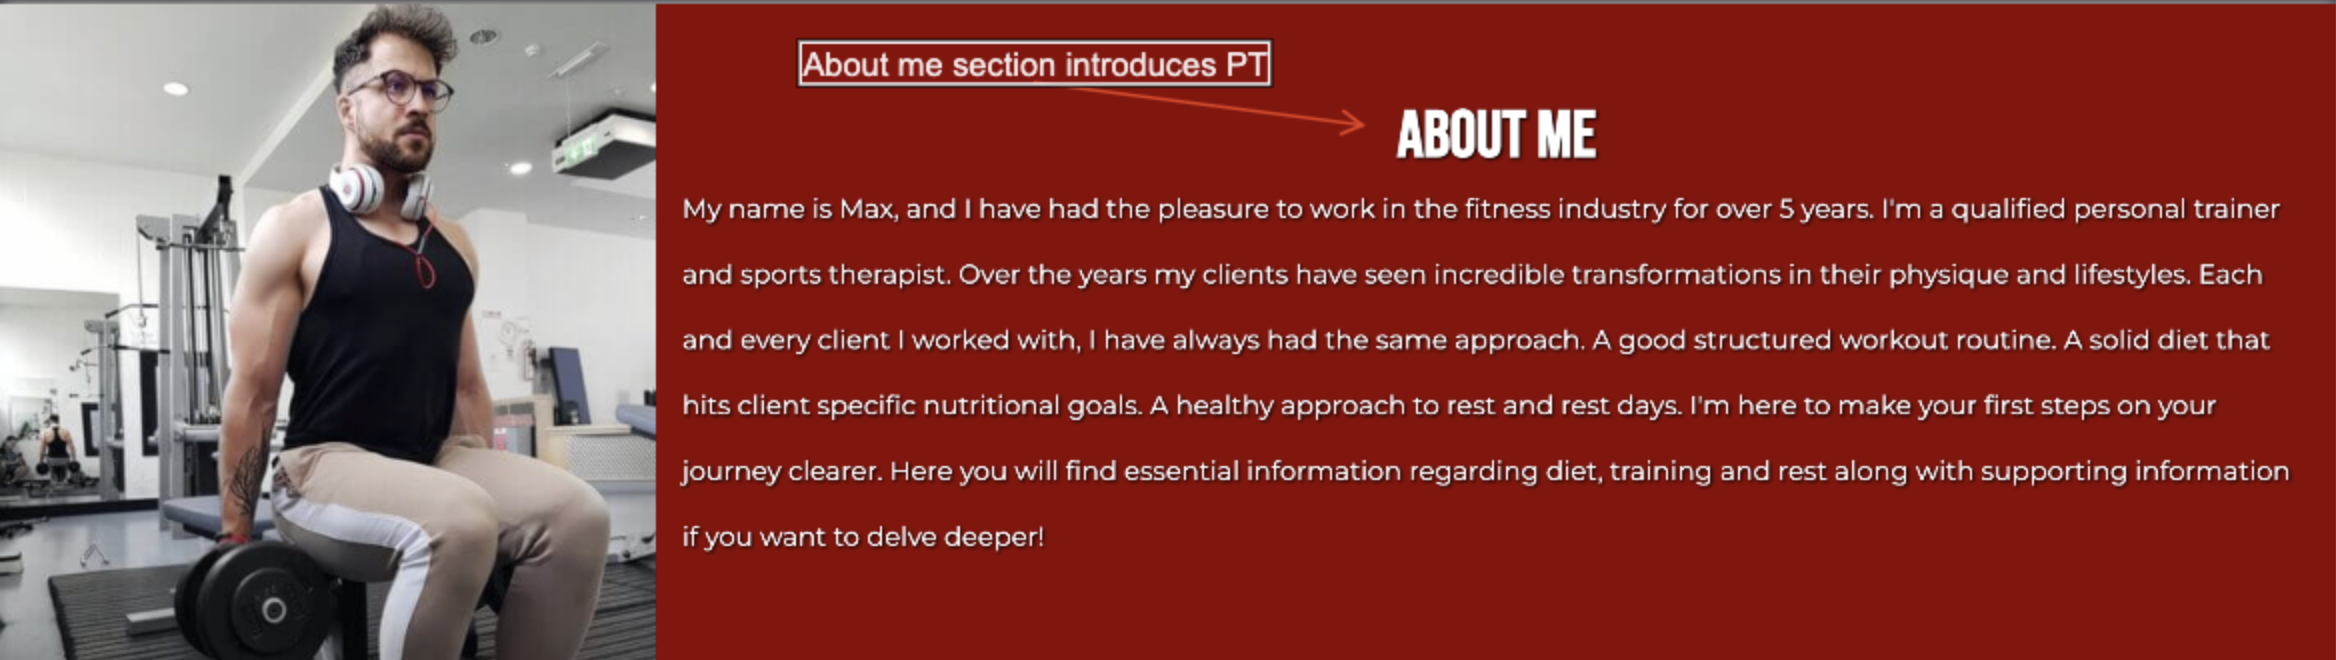 About me section introduces PT
ABOUT ME
My name is Max, and I have had the pleasure to work in the fitness industry for over 5 years. I'm a qualified personal trainer
and sports therapist. Over the years my clients have seen incredible transformations in their physique and lifestyles. Each
and every client I worked with, I have always had the same approach. A good structured workout routine. A solid diet that
hits client specific nutritional goals. A healthy approach to rest and rest days. I'm here to make your first steps on your
journey clearer. Here you will find essential information regarding diet, training and rest along with supporting information
if you want to delve deeper!